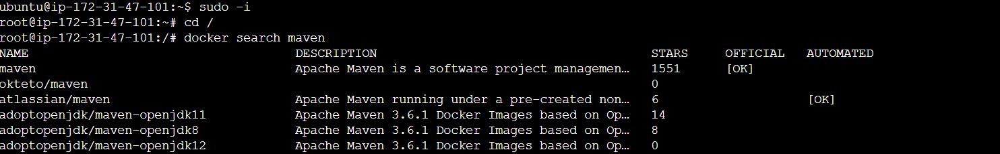 ubuntu@ip-172-31-47-101:~$ sudo -i
root@ip-172-31-47-101:~# cd /
root@ip-172-31-47-101:/# docker search maven
NAME DESCRIPTION STARS OFFICIAL AUTOMATED
maven Apache Maven is a software project managemen… 1551 [OK]
okteto/maven 0
atlassian/maven Apache Maven running under a pre-created non… 6 [OK]
adoptopenjdk/maven-openjdk11 Apache Maven 3.6.1 Docker Images based on Op… 14
adoptopenjdk/maven-openjdk8 Apache Maven 3.6.1 Docker Images based on Op… 8
adoptopenjdk/maven-openjdk12 Apache Maven 3.6.1 Docker Images based on Op… 0